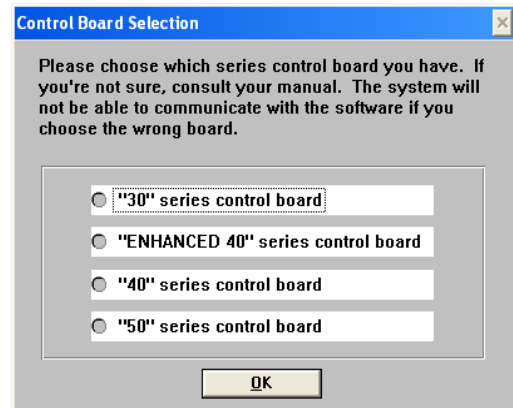 Control Board Selection
Please choose which series control board you have. If
you're not sure, consult your manual. The system will
not be able to communicate with the software if you
choose the wrong board.
"30" series control board
"ENHANCED 40" series control board
"40" series control board
"50" series control board
OK